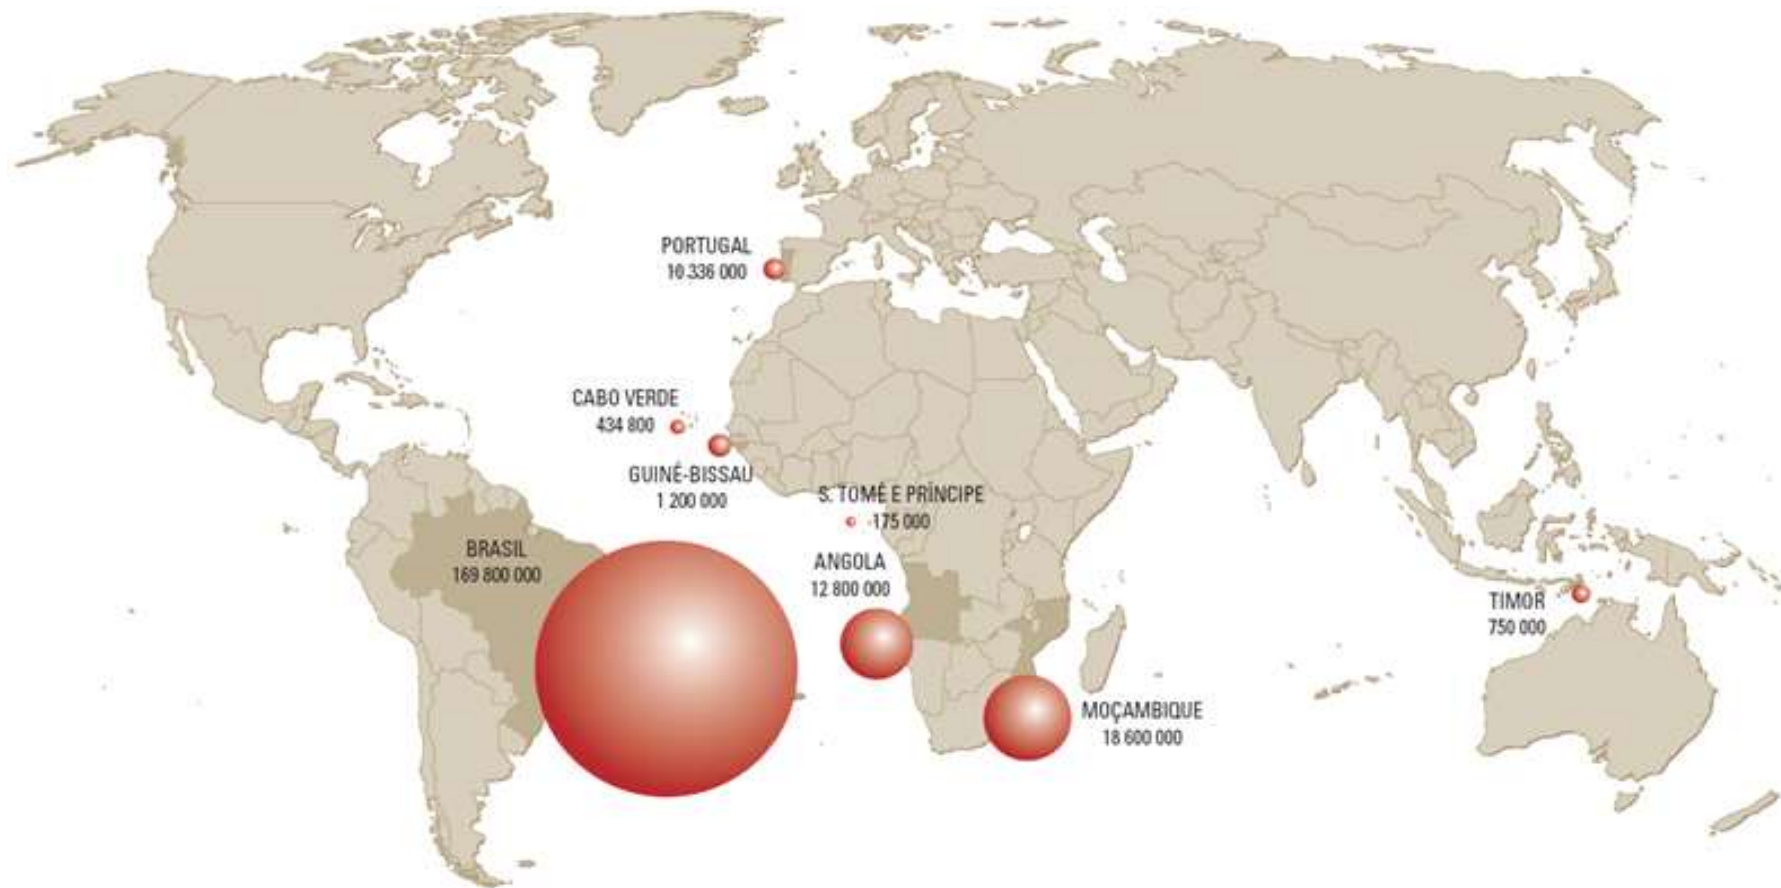 PORTUGAL
10 336 000
CABO VERDE
434 800
GUINÉ-BISSAU
1 200 000
S. TOMÉ E PRÍNCIPE
175 000
BRASIL
169 800 000
ANGOLA
12 800 000
TIMOR
750 000
MOÇAMBIQUE
18 600 000